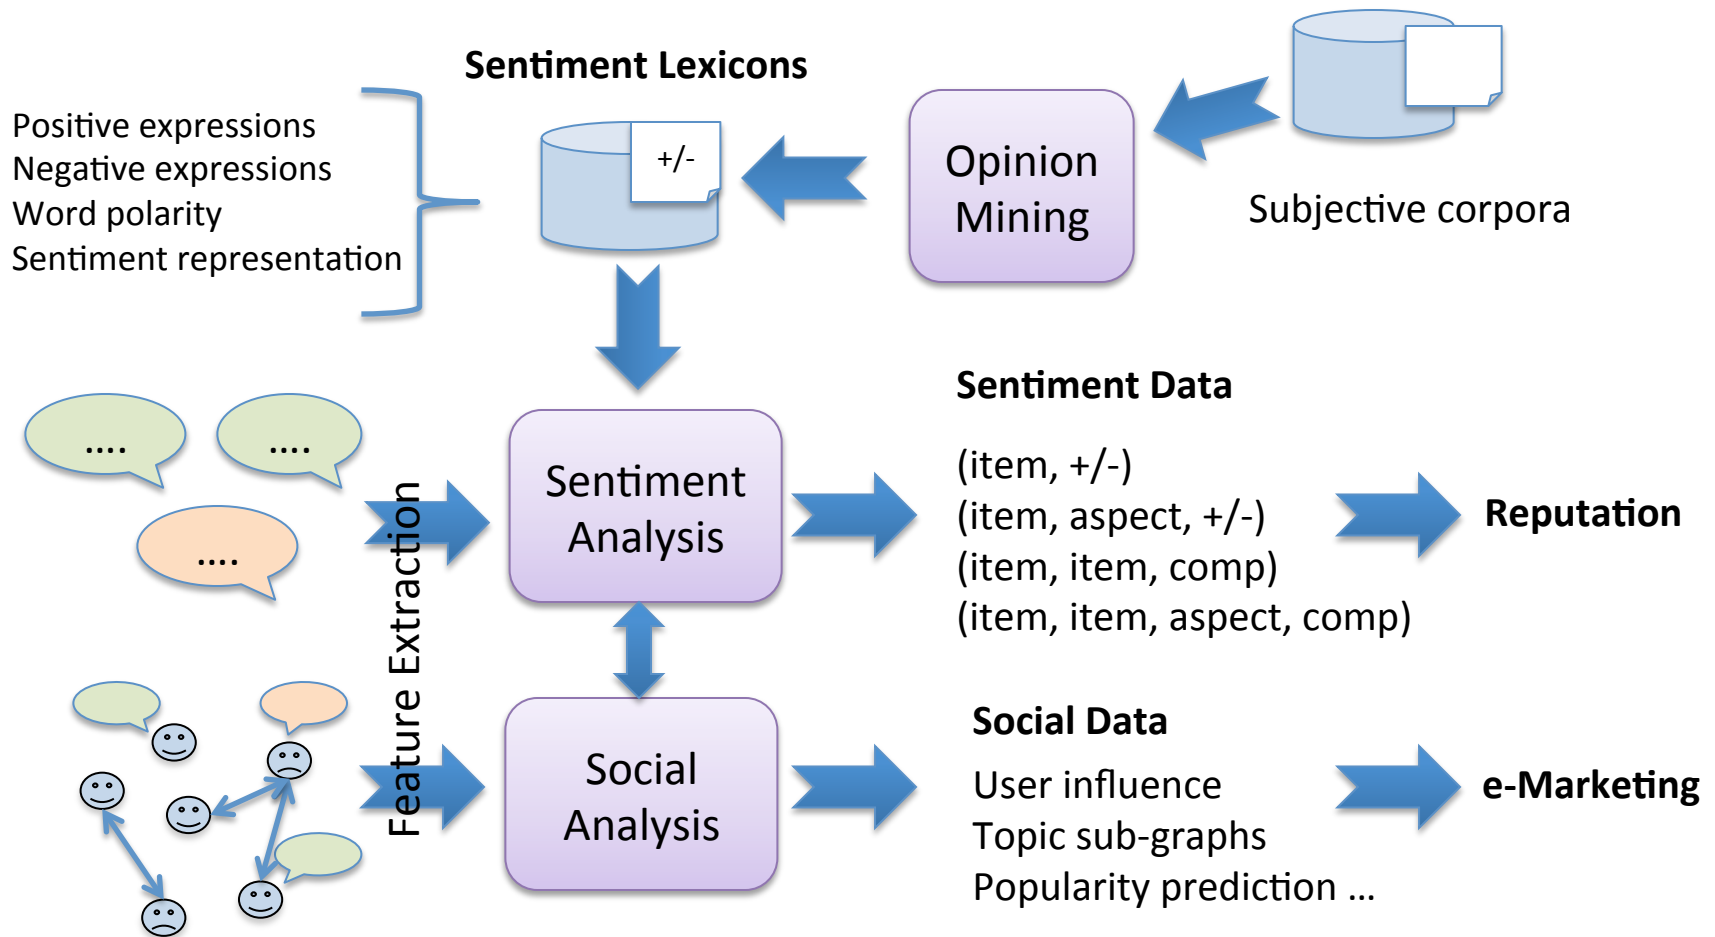 Sentiment Lexicons
Positive expressions
Negative expressions
Word polarity
Sentiment representation
+/-
Opinion
Mining
Subjective corpora
....
....
....
Feature Extraction
Sentiment
Analysis
Sentiment Data
(item, +/-)
(item, aspect, +/-)
(item, item, comp)
(item, item, aspect, comp)
Reputation
Social
Analysis
Social Data
User influence
Topic sub-graphs
Popularity prediction ...
e-Marketing